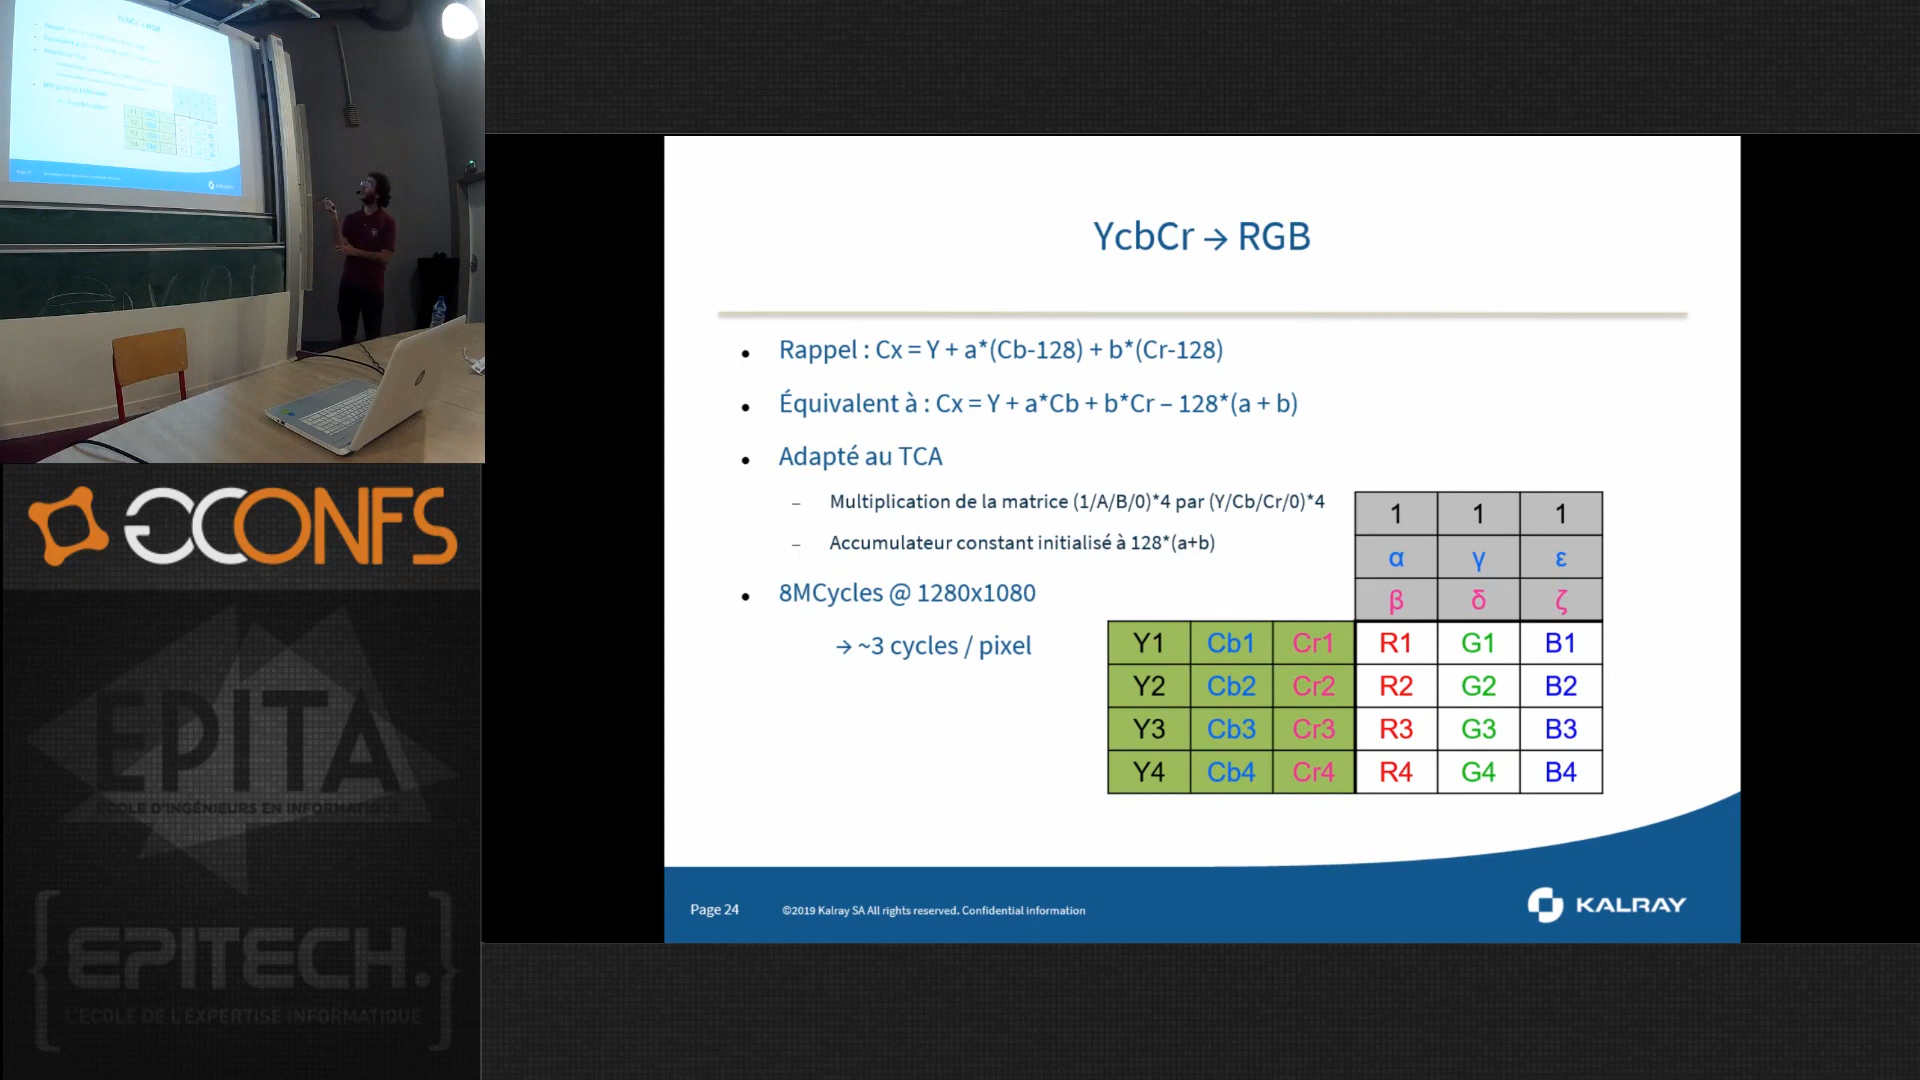 YcbCr → RGB
• Rappel : Cx = Y + a*(Cb-128) + b*(Cr-128)
• Équivalent à : Cx = Y + a*Cb + b*Cr – 128*(a + b)
• Adapté au TCA
– Multiplication de la matrice (1/A/B/0)*4 par (Y/Cb/Cr/0)*4
– Accumulateur constant initialisé à 128*(a+b)
• 8MCycles @ 1280x1080
→ ~3 cycles / pixel
1 1 1
α γ ε
β δ ζ
Y1 Cb1 Cr1 R1 G1 B1
Y2 Cb2 Cr2 R2 G2 B2
Y3 Cb3 Cr3 R3 G3 B3
Y4 Cb4 Cr4 R4 G4 B4
Page 24
©2019 Kalray SA All rights reserved. Confidential information
KALRAY
GCONFS
EPITA
ÉCOLE D'INGÉNIEURS EN INFORMATIQUE
{EPITECH.}
L'ECOLE DE L'EXPERTISE INFORMATIQUE
YcbCr → RGB